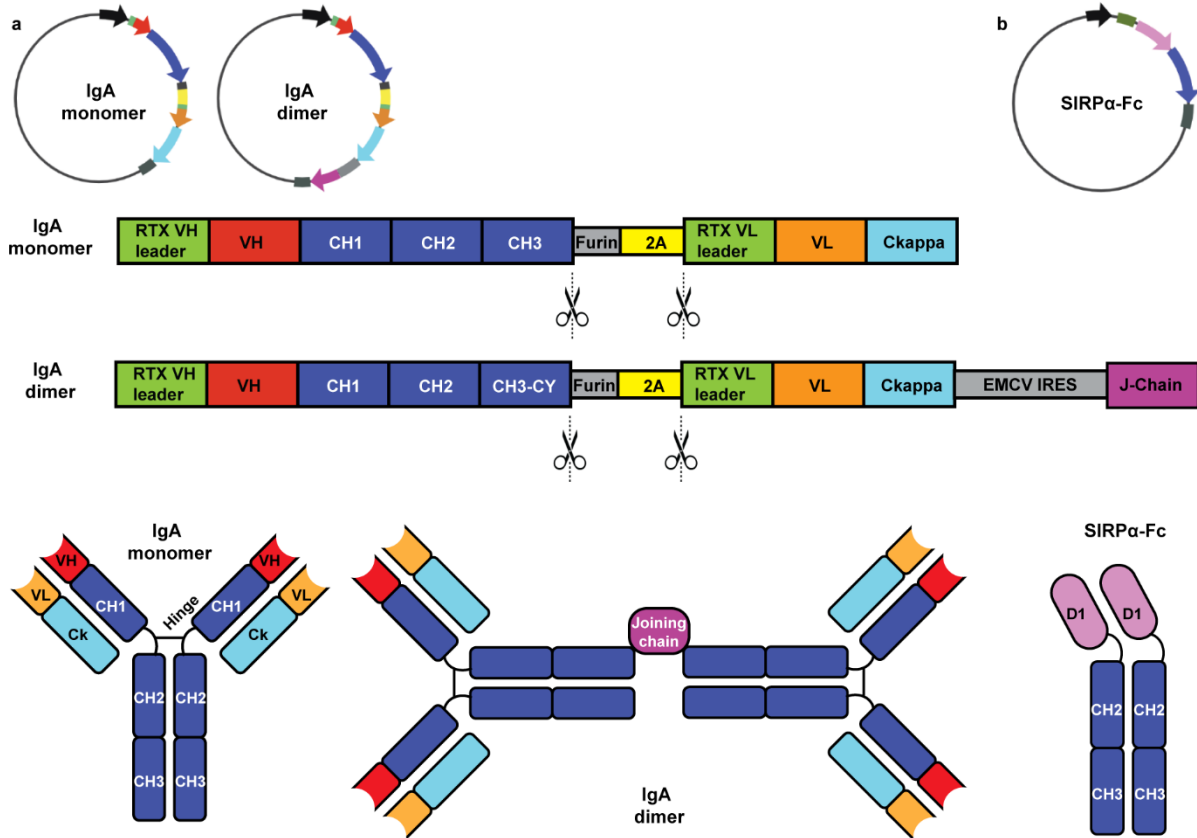 a
IgA
monomer
IgA
dimer
b
SIRPα-Fc
IgA
monomer
RTX VH
leader
VH
CH1
CH2
CH3
Furin
2A
RTX VL
leader
VL
Ckappa
IgA
dimer
RTX VH
leader
VH
CH1
CH2
CH3-CY
Furin
2A
RTX VL
leader
VL
Ckappa
EMCV IRES
J-Chain
IgA
monomer
VH
VH
VL
VL
CH1
CH1
Hinge
Ck
Ck
CH2
CH2
CH3
CH3
Joining
chain
IgA
dimer
SIRPα-Fc
D1
D1
CH2
CH2
CH3
CH3